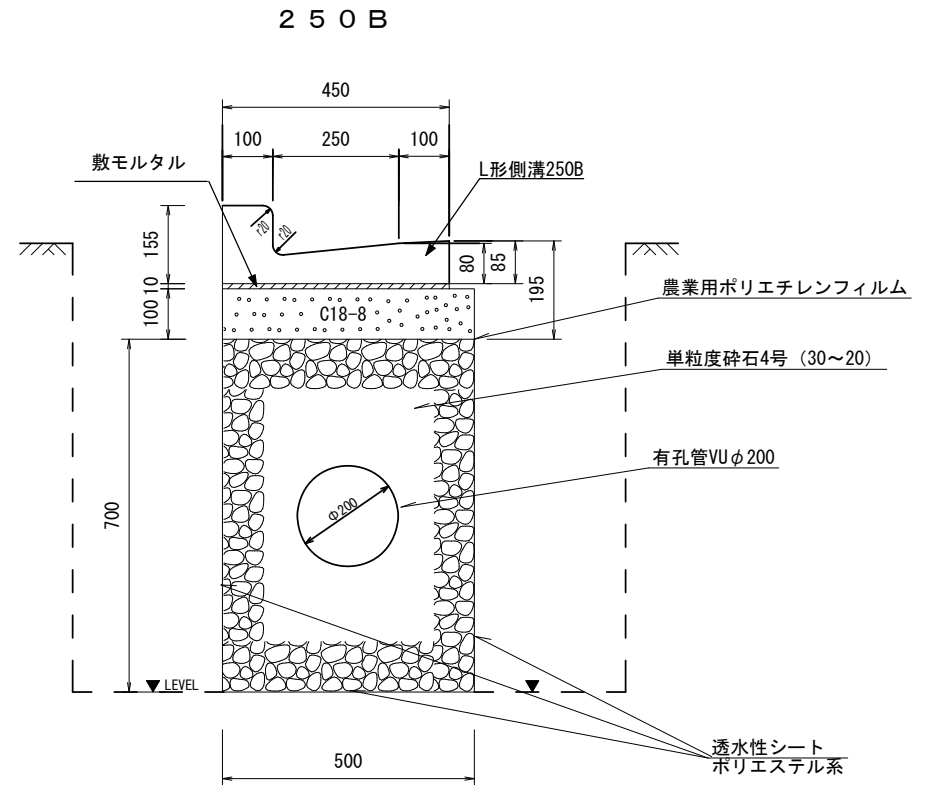 ２５０Ｂ
450
100
250
100
敷モルタル
L形側溝250B
r20
r20
155
10
100
80
85
195
農業用ポリエチレンフィルム
C18-8
単粒度砕石4号（30～20）
有孔管VUφ200
Φ200
700
LEVEL
透水性シート
ポリエステル系
500